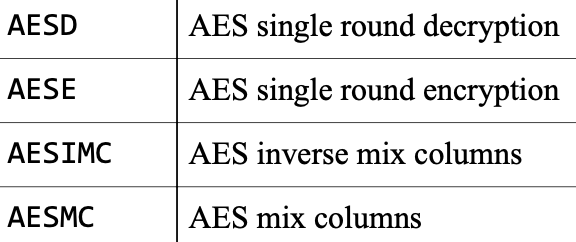 AESD AES single round decryption
AESE AES single round encryption
AESIMC AES inverse mix columns
AESMC AES mix columns